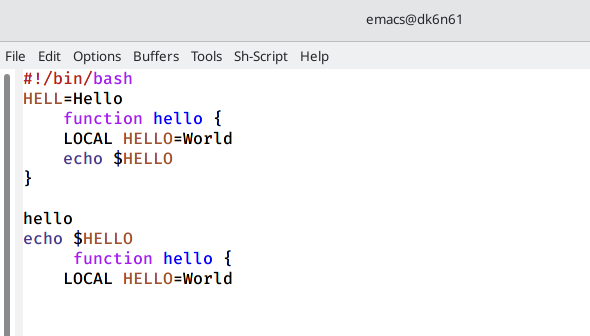 emacs@dk6n61
File Edit Options Buffers Tools Sh-Script Help
#!/bin/bash
HELL=Hello
function hello {
LOCAL HELLO=World
echo $HELLO
}
hello
echo $HELLO
function hello {
LOCAL HELLO=World